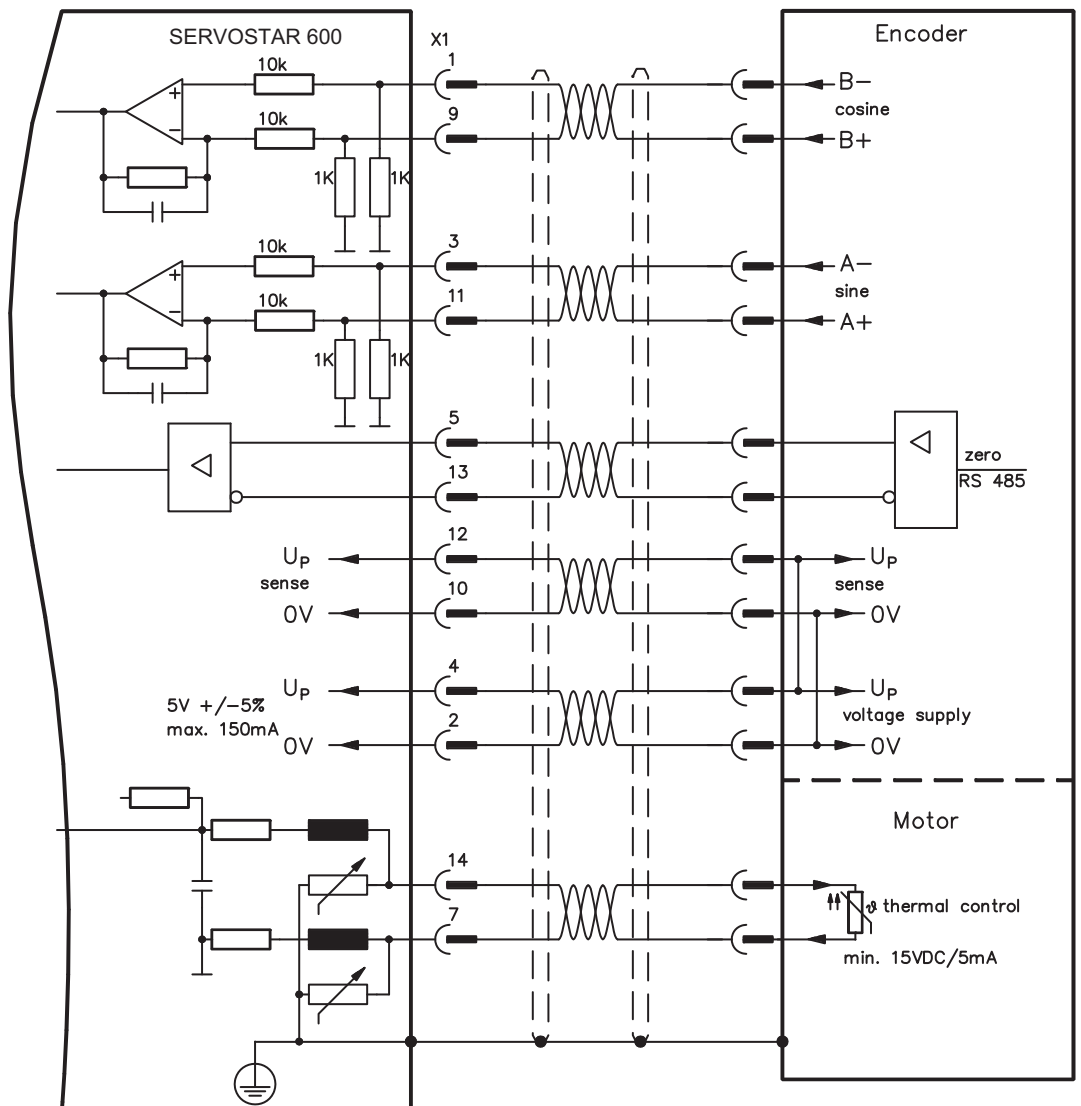 SERVOSTAR 600
X1
Encoder
10k
1
B-
cosine
10k
9
B+
1K
1K
10k
3
A-
sine
10k
11
A+
1K
1K
5
zero
13
RS 485
12
UP
UP
sense
sense
10
0V
0V
4
UP
UP
5V +/-5%
max. 150mA
voltage supply
2
0V
0V
Motor
14
ϑ thermal control
7
min. 15VDC/5mA